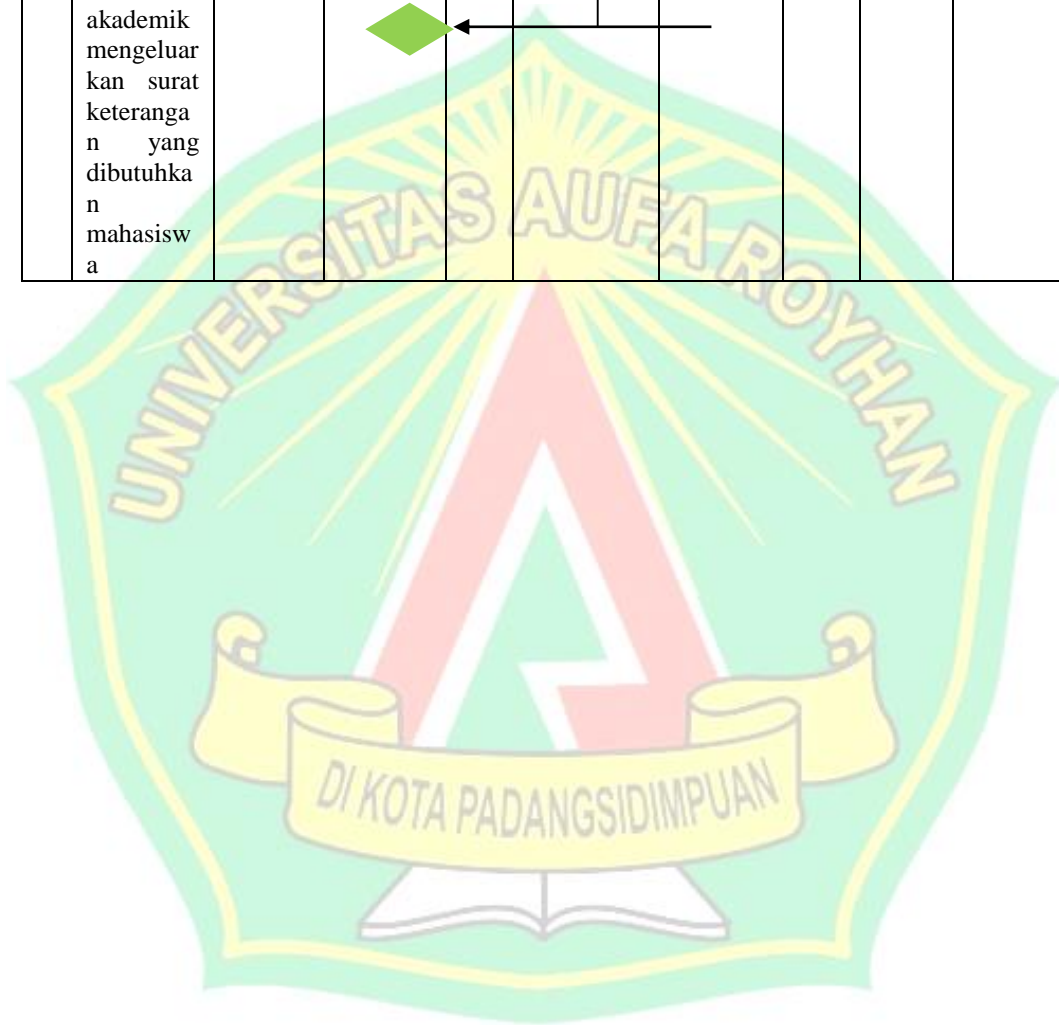 akademik
mengeluar
kan surat
keteranga
n yang
dibutuhka
n
mahasisw
a
UNIVERSITAS AUFA ROYHAN
DI KOTA PADANGSIDIMPUAN